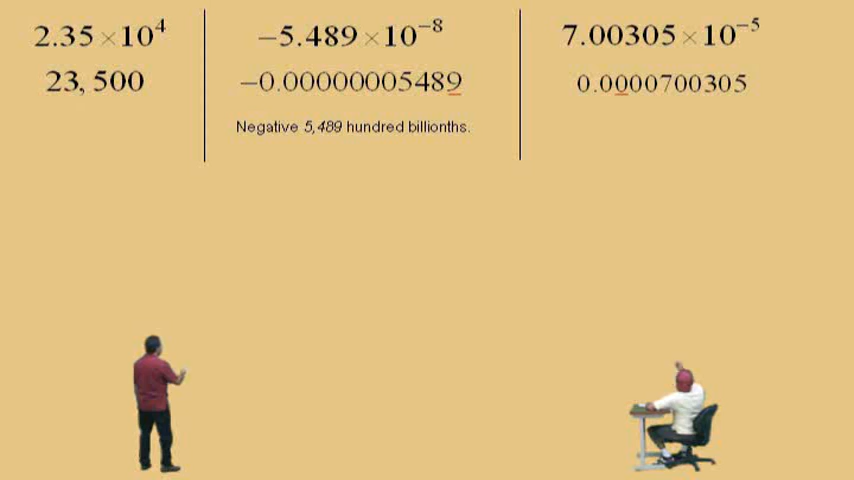 2.35 × 10⁴
23,500
−5.489 × 10⁻⁸
−0.00000005489
Negative 5,489 hundred billionths.
7.00305 × 10⁻⁵
0.0000700305